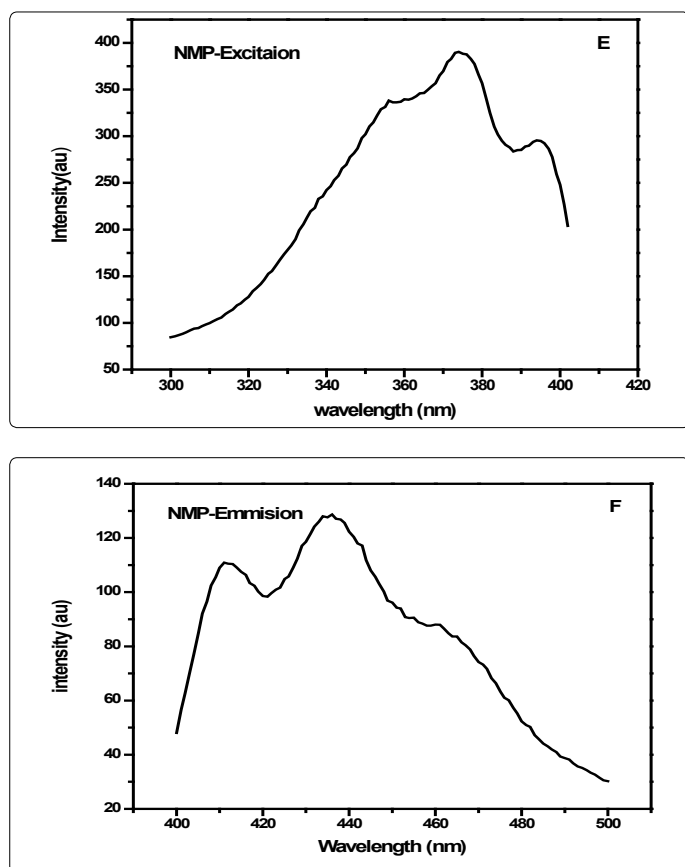 NMP-Excitaion
E
400
350
300
250
200
150
100
50
Intensity(au)
300 320 340 360 380 400 420
wavelength (nm)
NMP-Emmision
F
140
120
100
80
60
40
20
intensity (au)
400 420 440 460 480 500
Wavelength (nm)